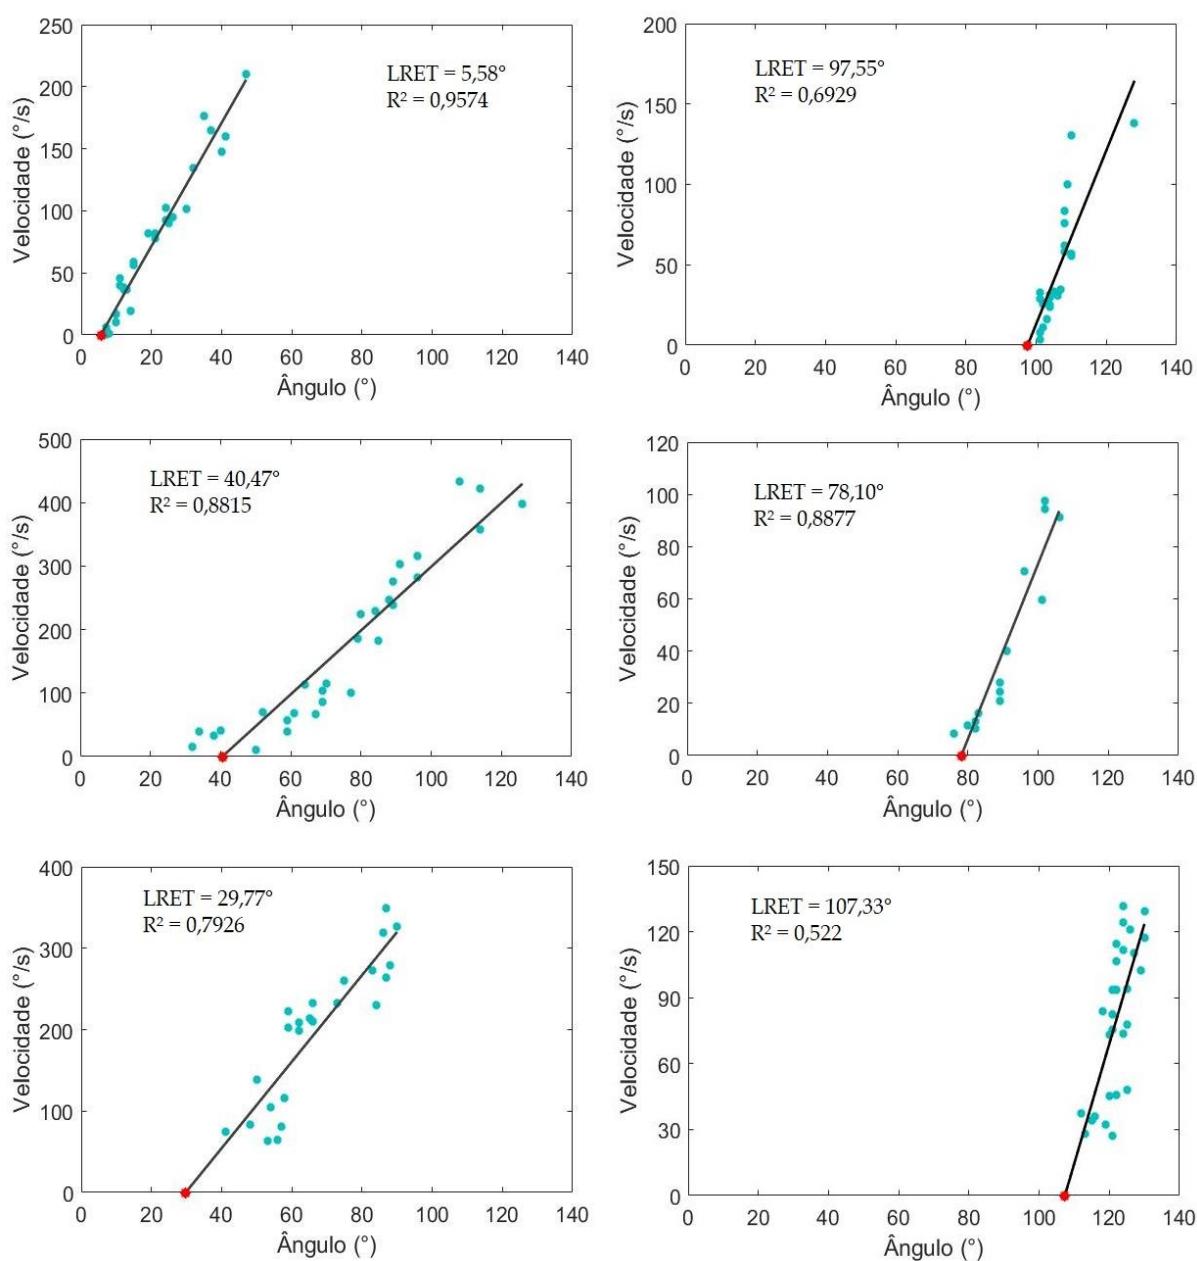 250
200
150
100
50
0
Velocidade (°/s)
LRET = 5,58°
R² = 0,9574
0 20 40 60 80 100 120 140
Ângulo (°)
200
150
100
50
0
Velocidade (°/s)
LRET = 97,55°
R² = 0,6929
0 20 40 60 80 100 120 140
Ângulo (°)
500
400
300
200
100
0
Velocidade (°/s)
LRET = 40,47°
R² = 0,8815
0 20 40 60 80 100 120 140
Ângulo (°)
120
100
80
60
40
20
0
Velocidade (°/s)
LRET = 78,10°
R² = 0,8877
0 20 40 60 80 100 120 140
Ângulo (°)
400
300
200
100
0
Velocidade (°/s)
LRET = 29,77°
R² = 0,7926
0 20 40 60 80 100 120 140
Ângulo (°)
150
120
90
60
30
0
Velocidade (°/s)
LRET = 107,33°
R² = 0,522
0 20 40 60 80 100 120 140
Ângulo (°)